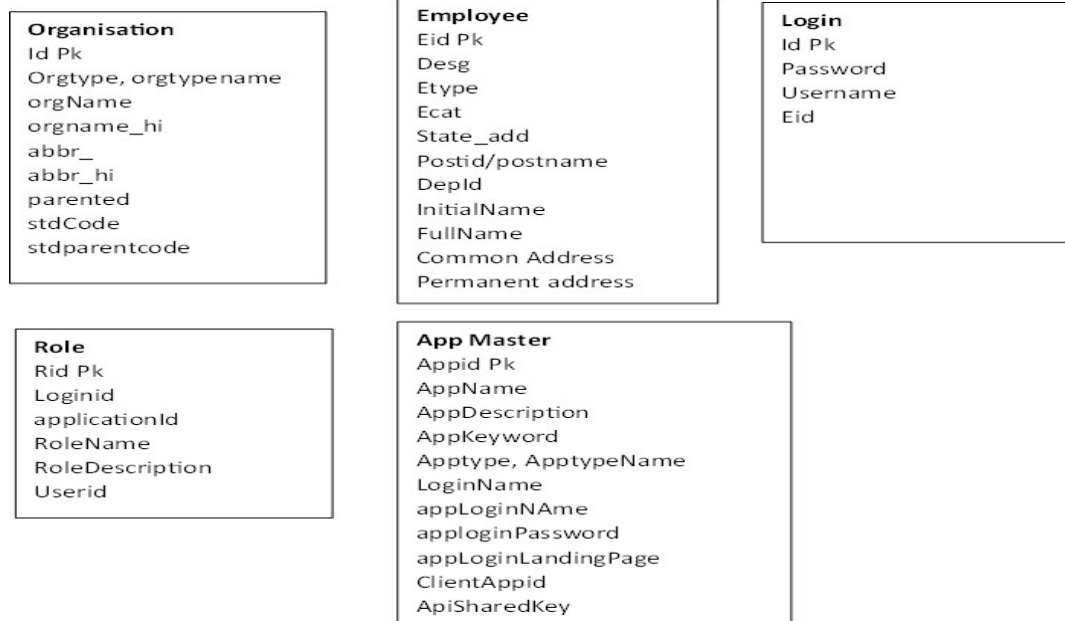 Organisation
Id Pk
Orgtype, orgtypename
orgName
orgname_hi
abbr_
abbr_hi
parented
stdCode
stdparentcode
Employee
Eid Pk
Desg
Etype
Ecat
State_add
Postid/postname
DepId
InitialName
FullName
Common Address
Permanent address
Login
Id Pk
Password
Username
Eid
Role
Rid Pk
Loginid
applicationId
RoleName
RoleDescription
Userid
App Master
Appid Pk
AppName
AppDescription
AppKeyword
Apptype, ApptypeName
LoginName
appLoginNAme
apploginPassword
appLoginLandingPage
ClientAppid
ApiSharedKey